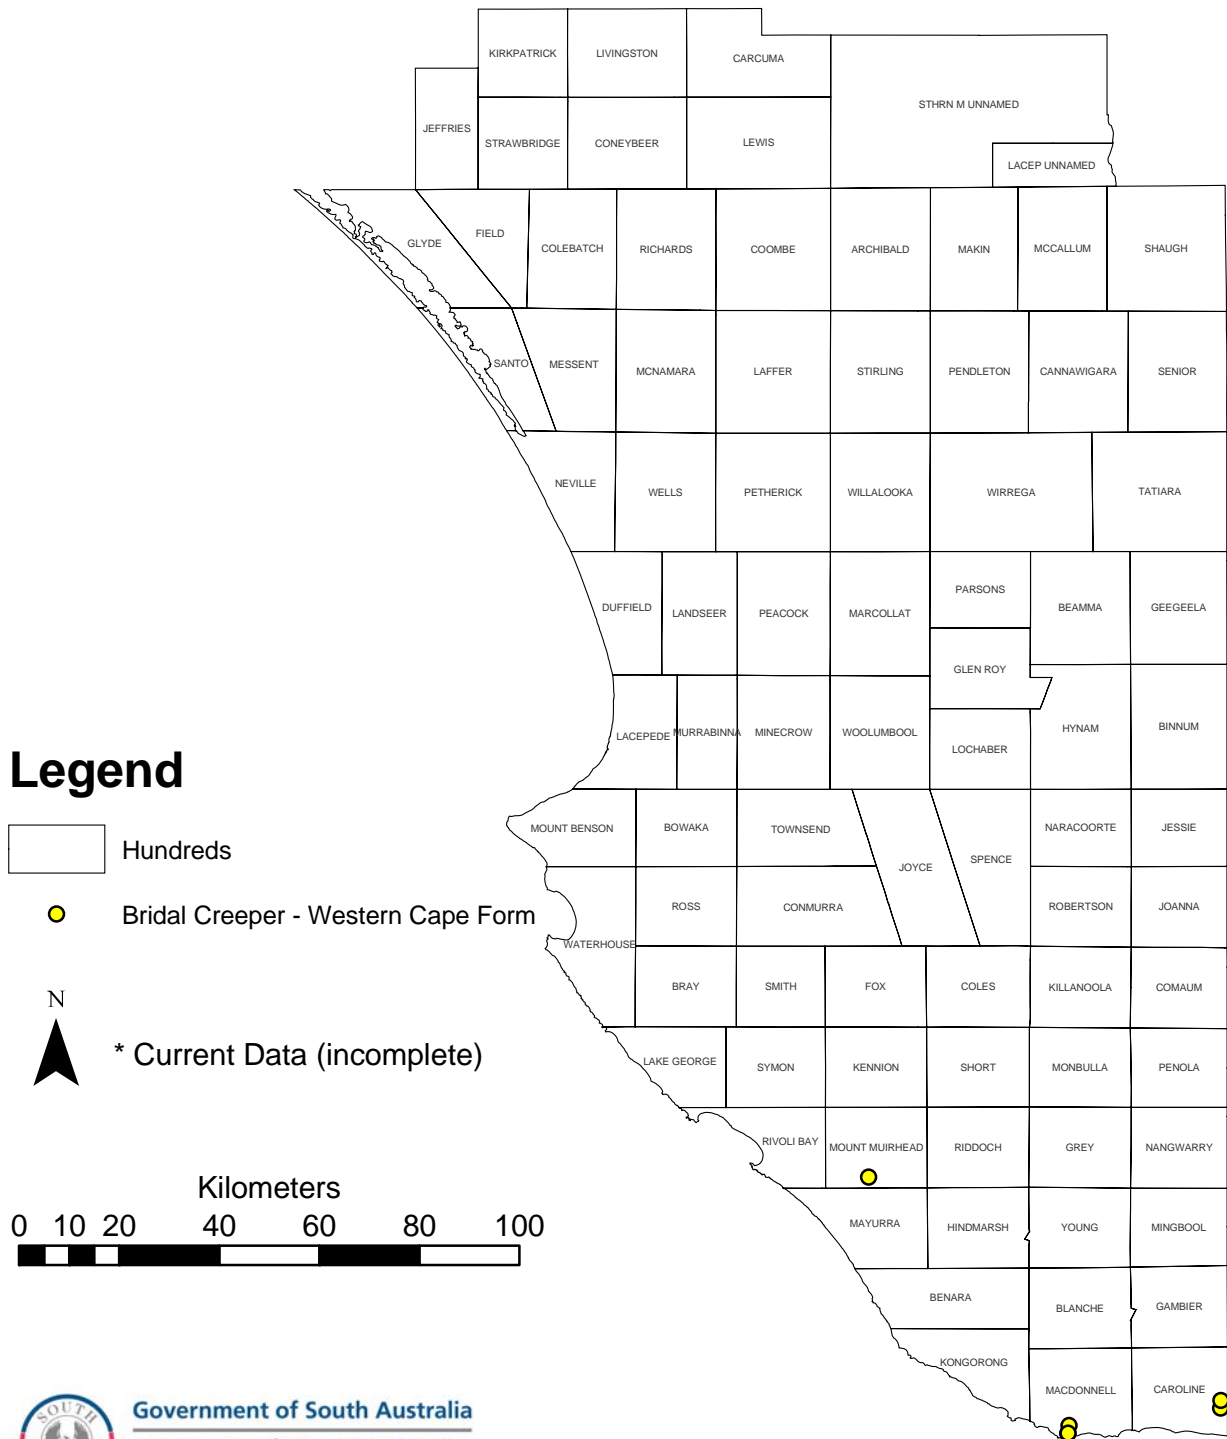 KIRKPATRICK LIVINGSTON CARCUMA
STHRN M UNNAMED
JEFFRIES
STRAWBRIDGE CONEYBEER LEWIS
LACEP UNNAMED
GLYDE FIELD COLEBATCH RICHARDS COOMBE ARCHIBALD MAKIN MCCALLUM SHAUGH
SANTO MESSENT MCNAMARA LAFFER STIRLING PENDLETON CANNAWIGARA SENIOR
NEVILLE WELLS PETHERICK WILLALOOKA WIRREGA TATIARA
PARSONS
DUFFIELD LANDSEER PEACOCK MARCOLLAT BEAMMA GEEGEELA
GLEN ROY
LACEPEDE MURRABINNA MINECROW WOOLUMBOOL LOCHABER HYNAM BINNUM
MOUNT BENSON BOWAKA TOWNSEND JOYCE SPENCE NARACOORTE JESSIE
ROSS CONMURRA ROBERTSON JOANNA
WATERHOUSE
BRAY SMITH FOX COLES KILLANOOLA COMAUM
LAKE GEORGE SYMON KENNION SHORT MONBULLA PENOLA
RIVOLI BAY MOUNT MUIRHEAD RIDDOCH GREY NANGWARRY
MAYURRA HINDMARSH YOUNG MINGBOOL
BENARA BLANCHE GAMBIER
KONGORONG MACDONNELL CAROLINE
Legend
Hundreds
Bridal Creeper - Western Cape Form
N
* Current Data (incomplete)
Kilometers
0 10 20 40 60 80 100
SOUTH
Government of South Australia